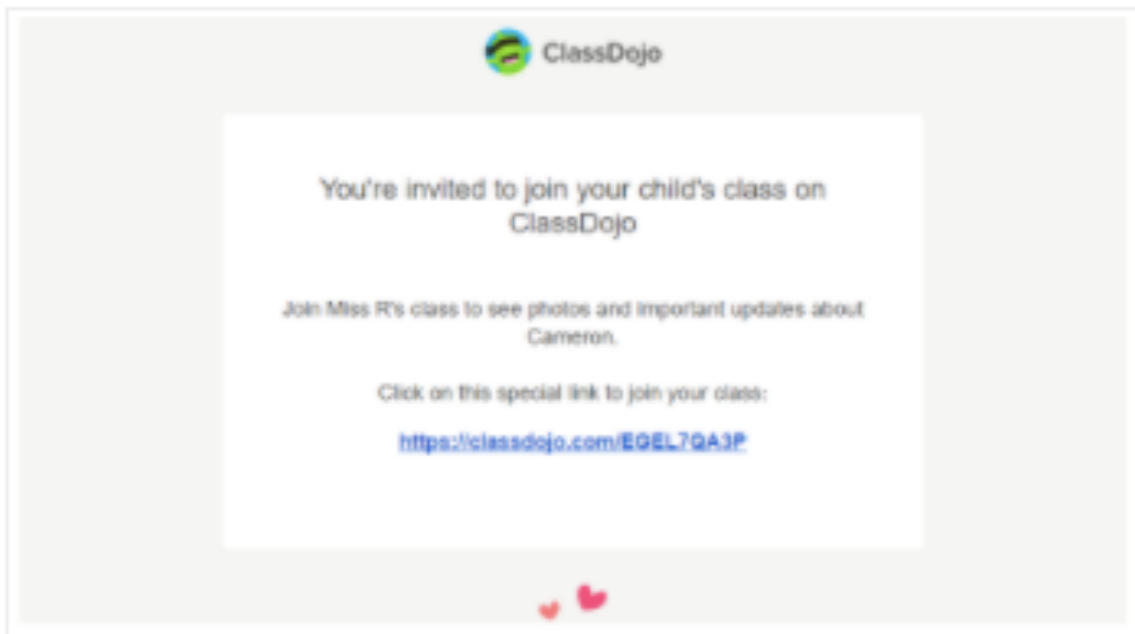 ClassDojo
You're invited to join your child's class on
ClassDojo
Join Miss R's class to see photos and important updates about
Cameron.
Click on this special link to join your class:
https://classdojo.com/EGEL7QA3P